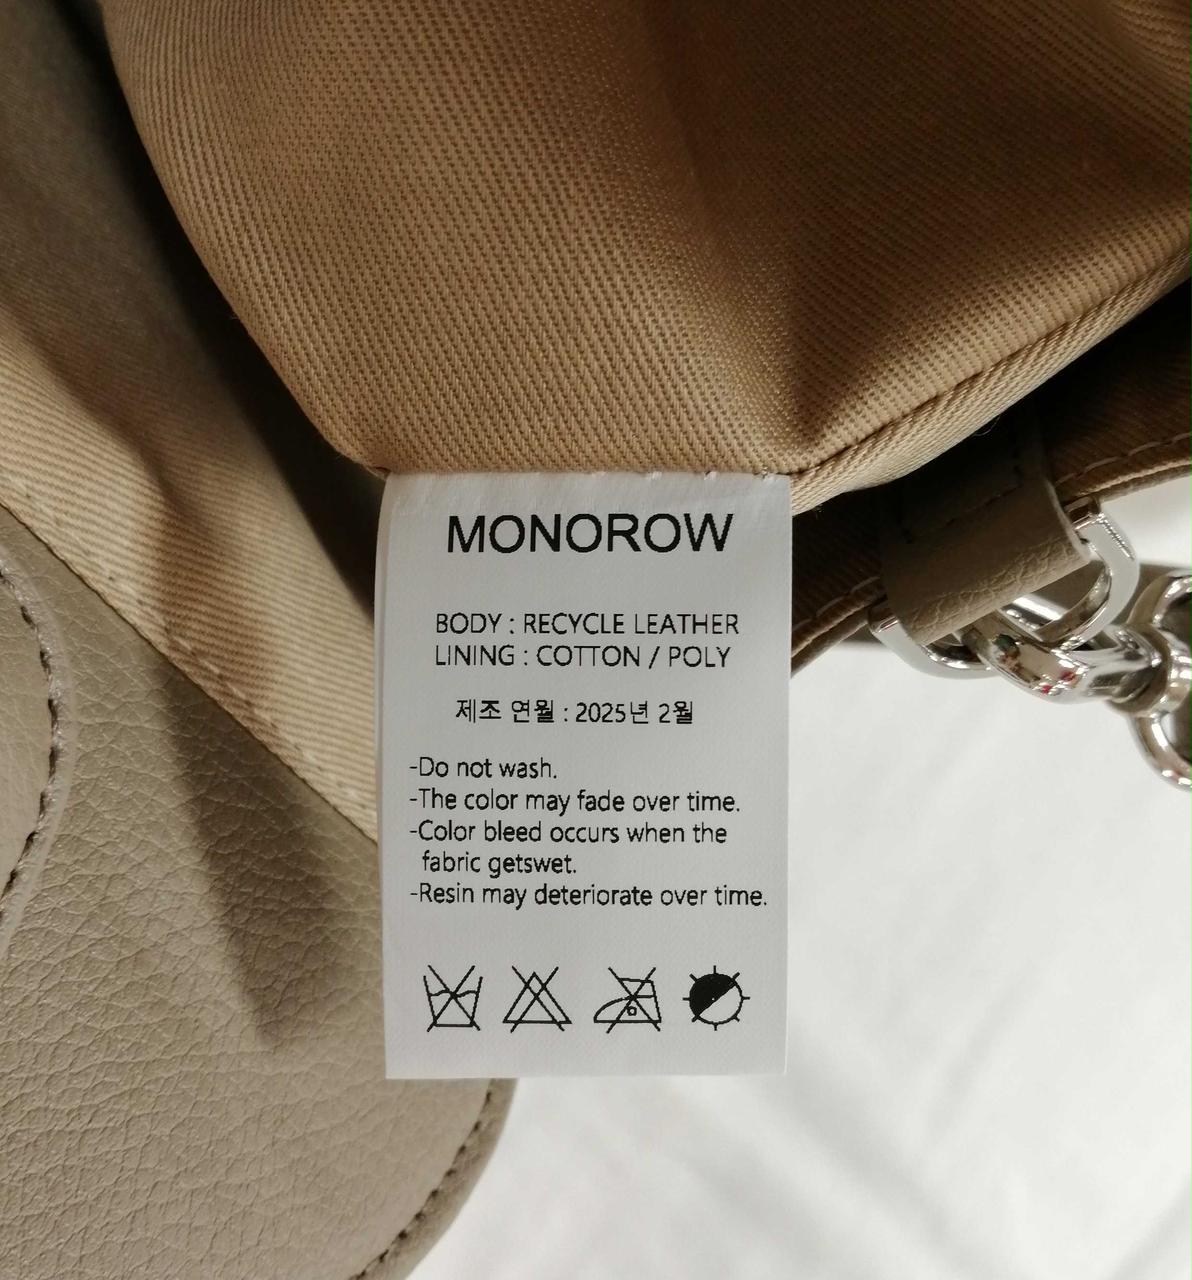 MONOROW
BODY : RECYCLE LEATHER
LINING : COTTON / POLY
제조 연월 : 2025년 2월
-Do not wash.
-The color may fade over time.
-Color bleed occurs when the
fabric getswet.
-Resin may deteriorate over time.